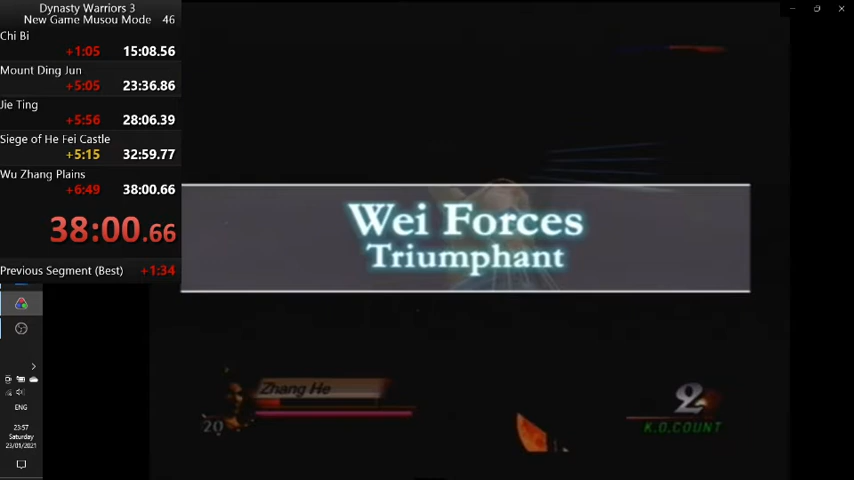 Dynasty Warriors 3
New Game Musou Mode 46
Chi Bi
+1:05 15:08.56
Mount Ding Jun
+5:05 23:36.86
Jie Ting
+5:56 28:06.39
Siege of He Fei Castle
+5:15 32:59.77
Wu Zhang Plains
+6:49 38:00.66
38:00.66
Previous Segment (Best) +1:34
Wei Forces
Triumphant
Zhang He
20
2
K.O.COUNT
ENG
23:57
Saturday
23/01/2021